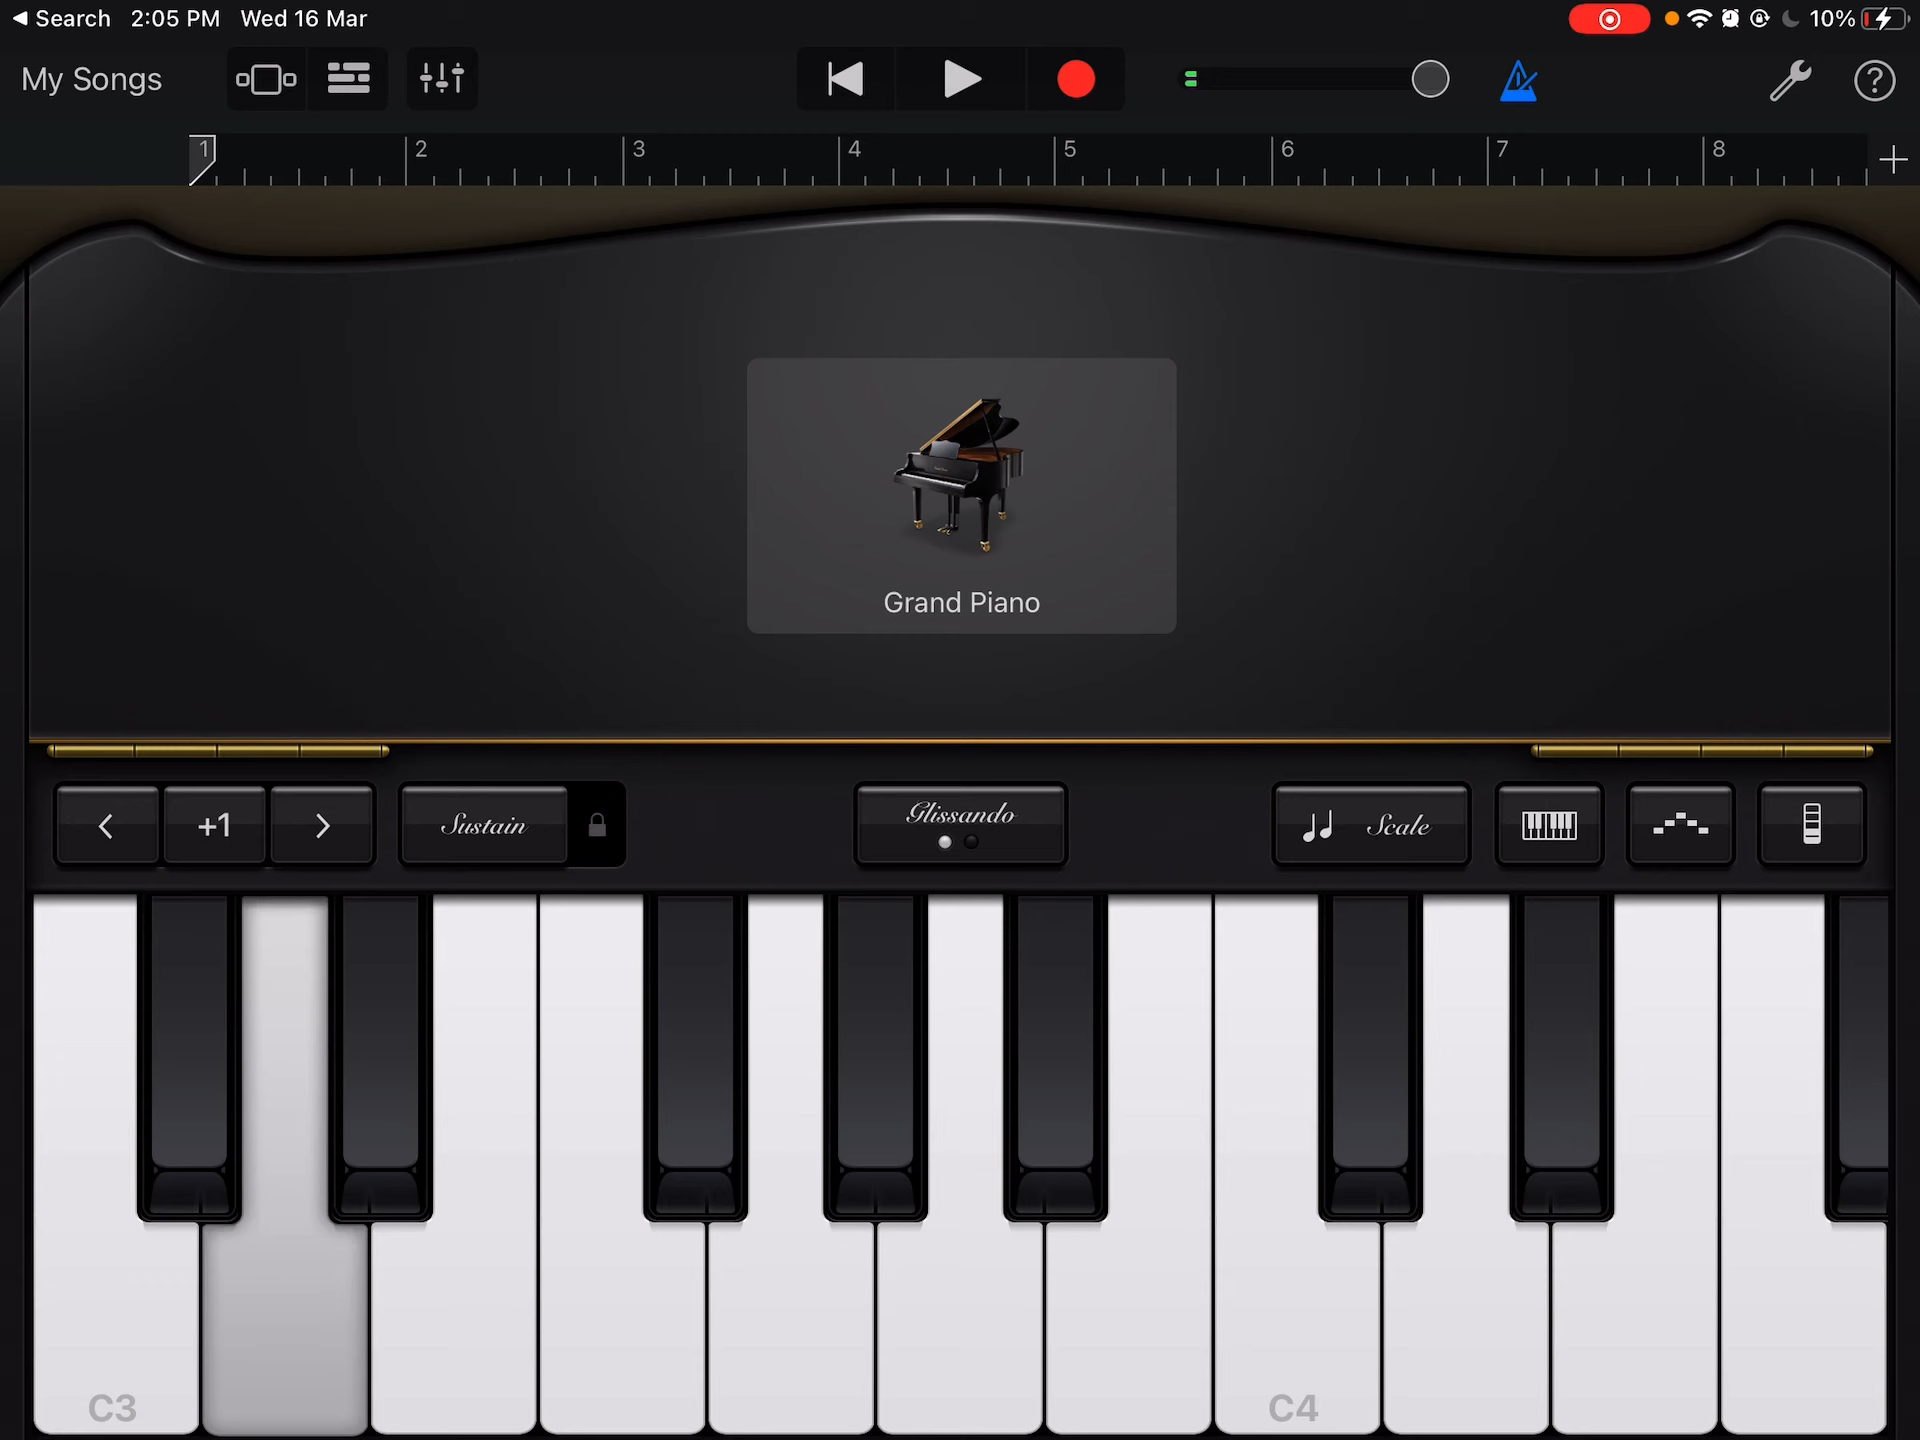 Search 2:05 PM Wed 16 Mar 10%
My Songs
1 2 3 4 5 6 7 8
Grand Piano
+1 Sustain Glissando Scale
C3 C4